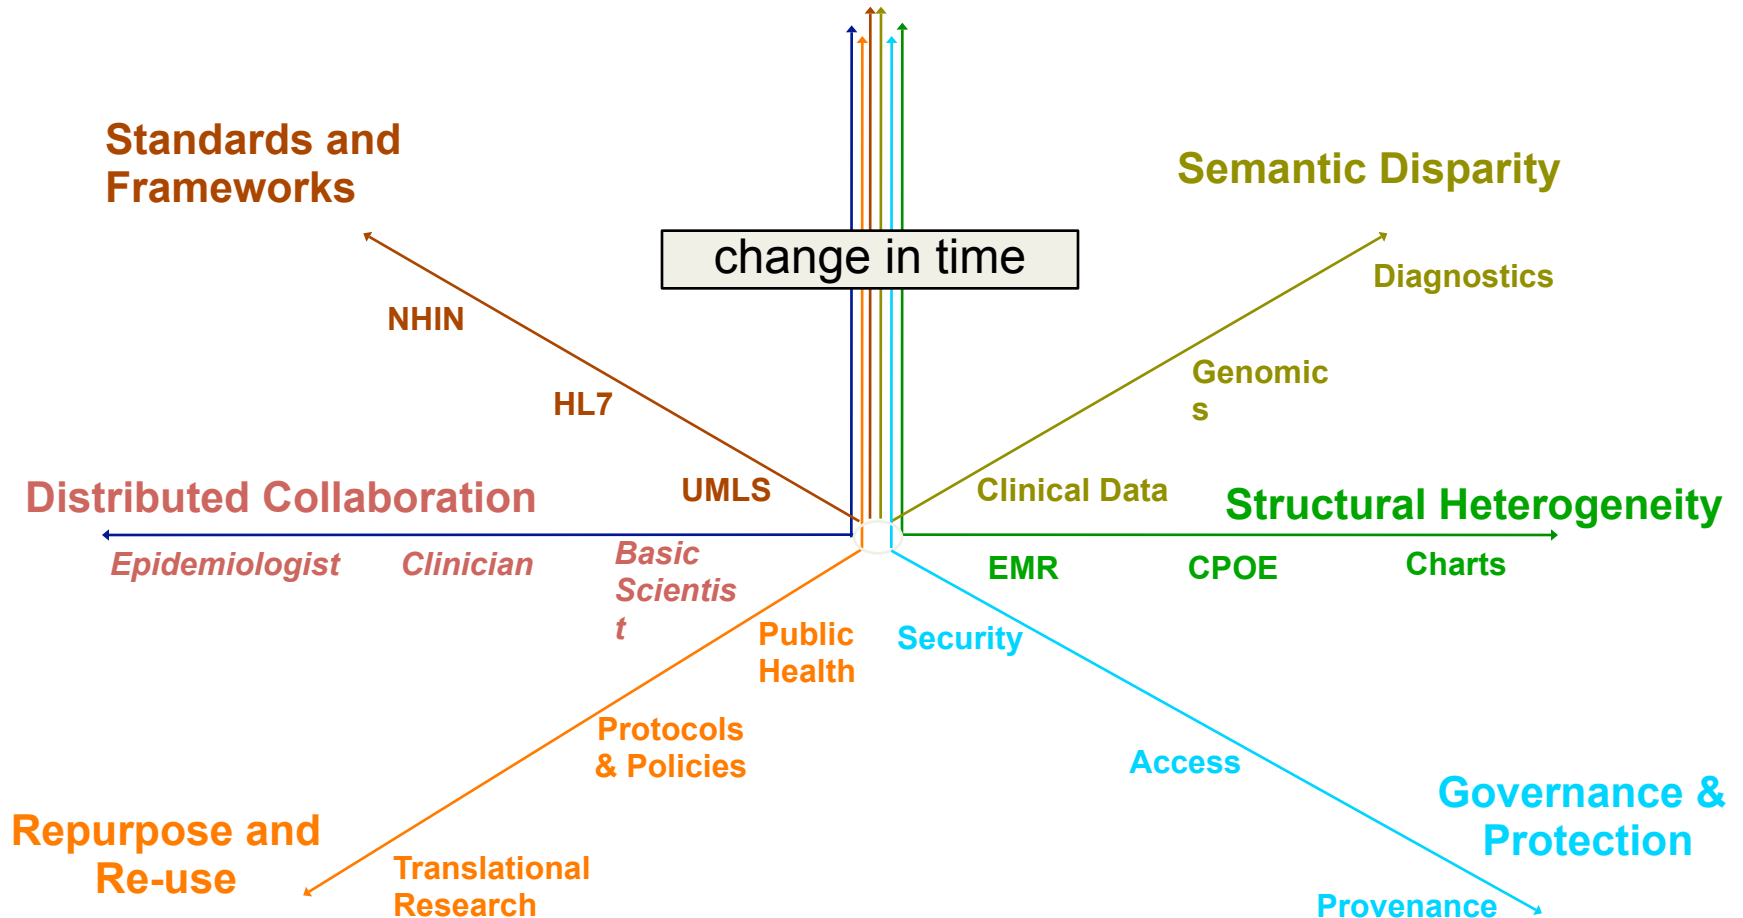 Standards and
Frameworks
Semantic Disparity
change in time
Diagnostics
NHIN
Genomic
s
HL7
UMLS
Clinical Data
Distributed Collaboration
Structural Heterogeneity
Epidemiologist
Clinician
Basic
Scientis
t
EMR
CPOE
Charts
Public
Health
Security
Protocols
& Policies
Access
Governance &
Protection
Repurpose and
Re-use
Translational
Research
Provenance